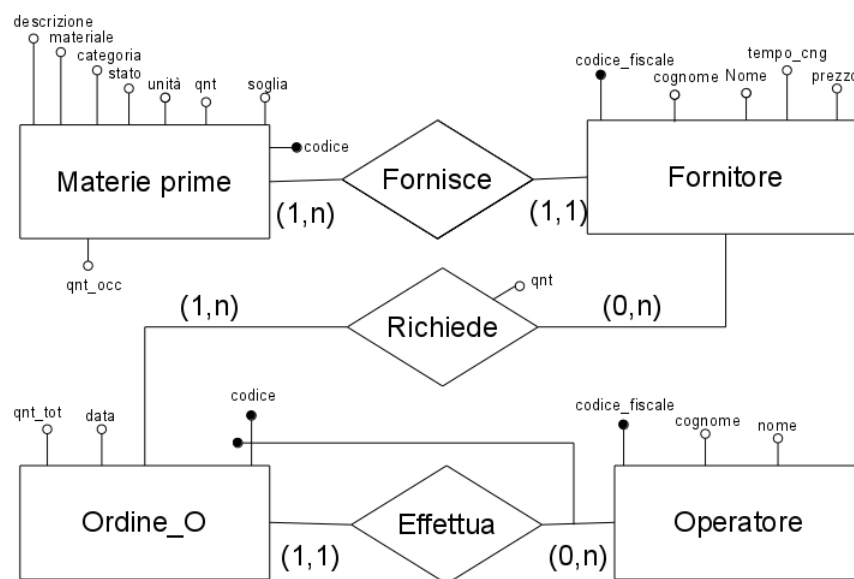 descrizione
materiale
categoria
stato
unità
qnt
soglia
codice
Materie prime
(1,n)
qnt_occ
Fornisce
(1,1)
codice_fiscale
cognome
Nome
tempo_cng
prezzo
Fornitore
(1,n)
Richiede
qnt
(0,n)
qnt_tot
data
codice
Ordine_O
(1,1)
Effettua
(0,n)
codice_fiscale
cognome
nome
Operatore